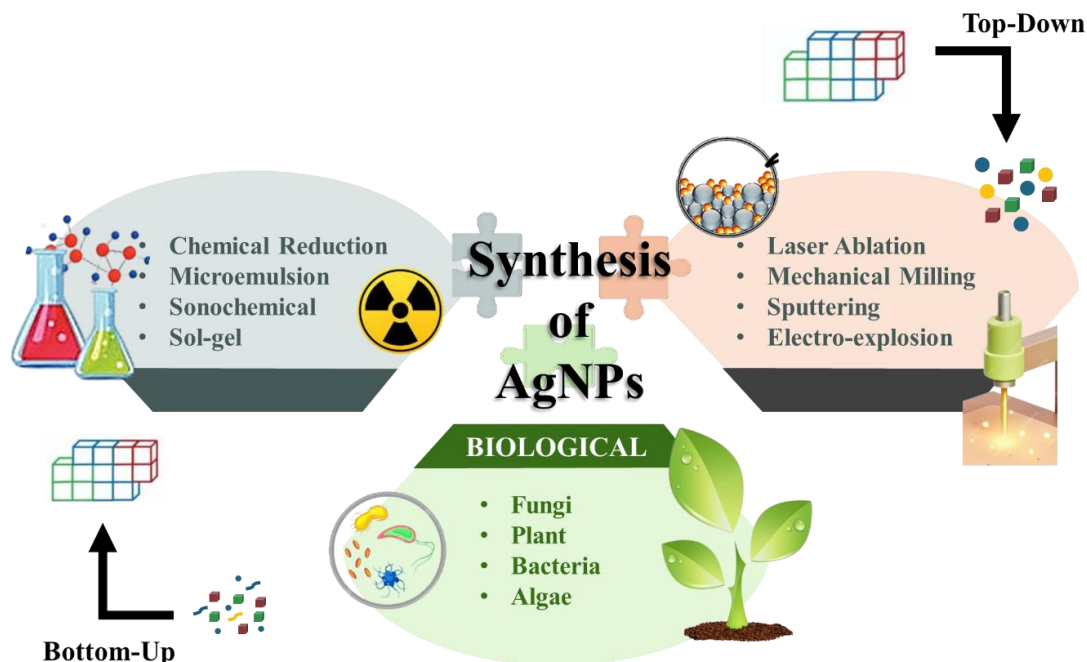 Top-Down
• Chemical Reduction
• Microemulsion
• Sonochemical
• Sol-gel
Synthesis
of
AgNPs
• Laser Ablation
• Mechanical Milling
• Sputtering
• Electro-explosion
BIOLOGICAL
• Fungi
• Plant
• Bacteria
• Algae
Bottom-Up